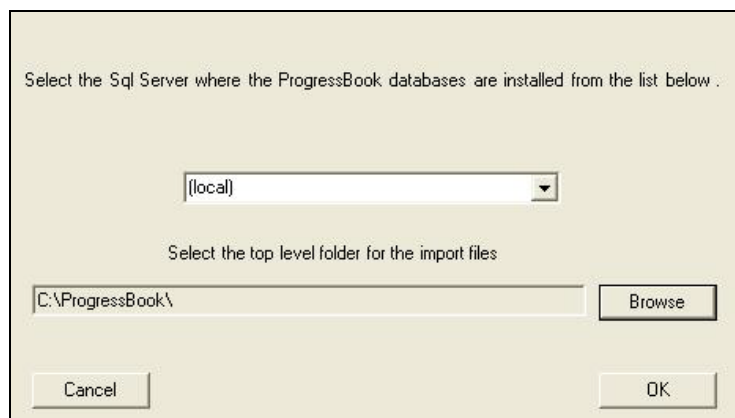 Select the Sql Server where the ProgressBook databases are installed from the list below .
(local)
Select the top level folder for the import files
C:\ProgressBook\
Browse
Cancel
OK